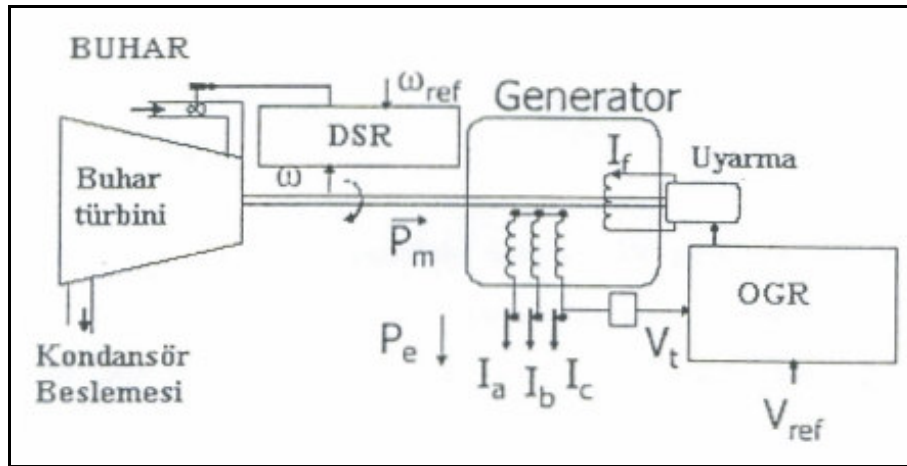 BUHAR
ω_ref
Generator
DSR
I_f
Uyarma
Buhar
türbini
ω
P_m
OGR
P_e
V_t
Kondansör
Beslemesi
I_a I_b I_c
V_ref